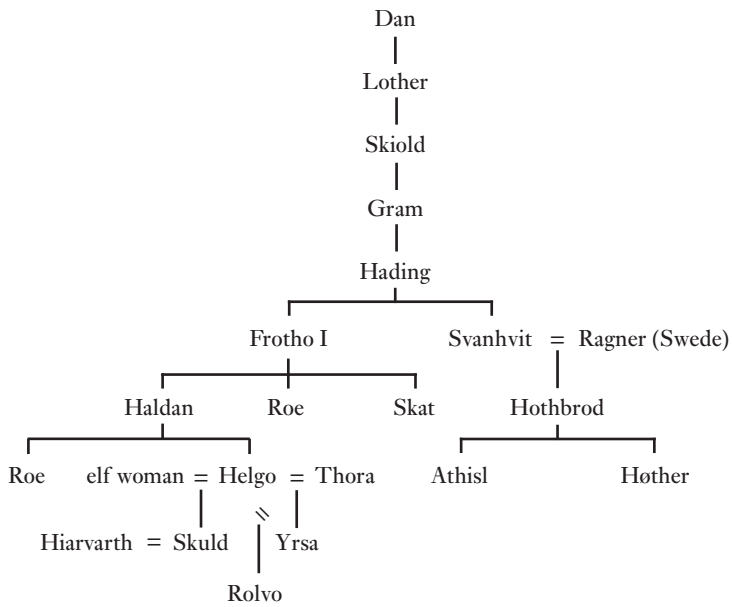 Dan
Lother
Skiold
Gram
Hading
Frotho I Svanhvit = Ragner (Swede)
Haldan Roe Skat Hothbrod
Roe elf woman = Helgo = Thora Athisl Høther
Hiarvarth = Skuld = Yrsa
Rolvo